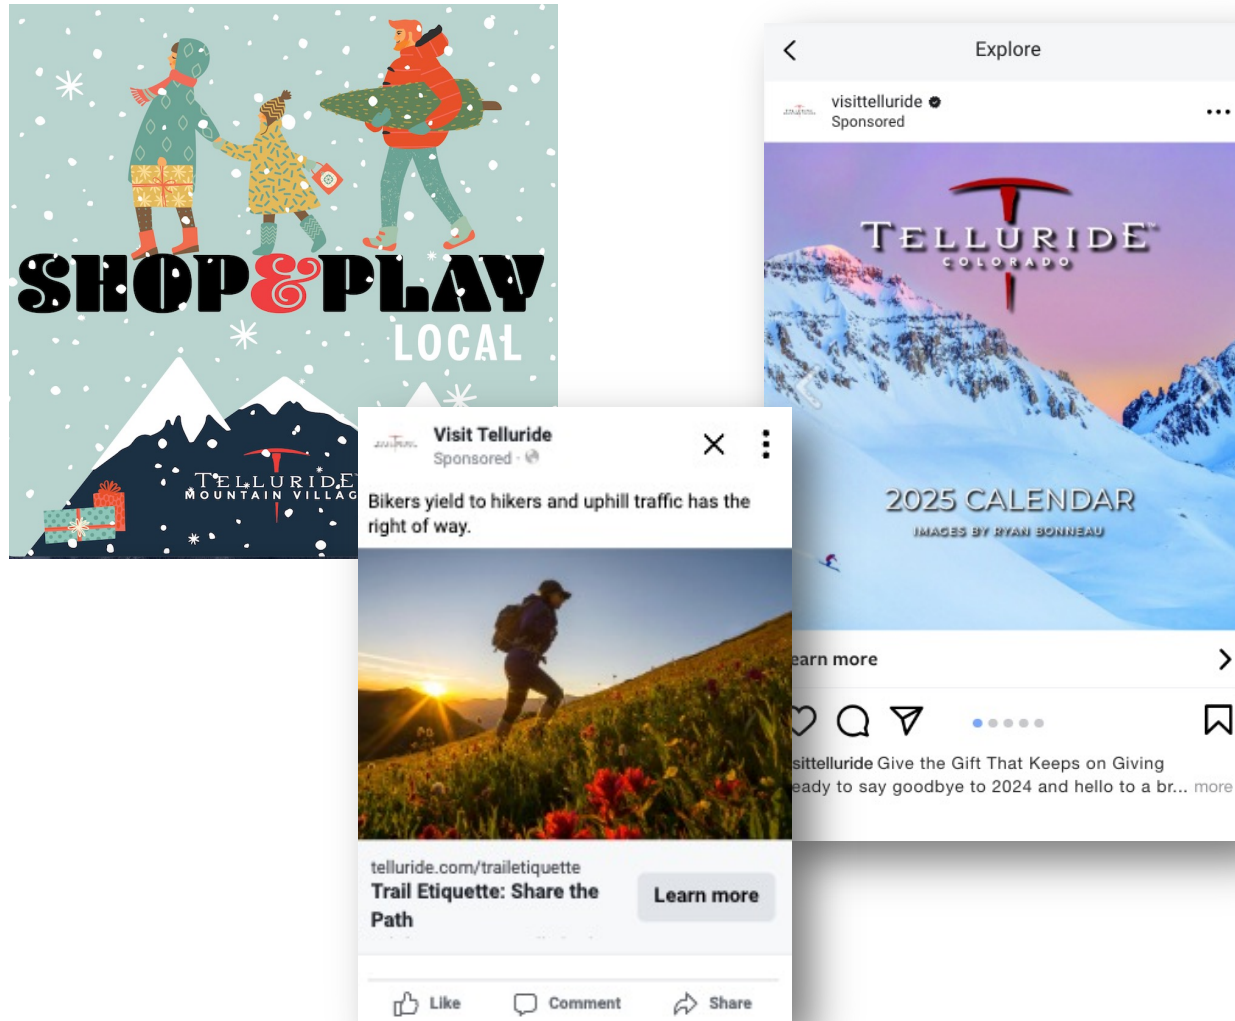 SHOP&PLAY
LOCAL
TELLURIDE
MOUNTAIN VILLAG
Explore
visittelluride
Sponsored
TELLURIDE
COLORADO
2025 CALENDAR
IMAGES BY RYAN BONNEAU
earn more
sittelluride Give the Gift That Keeps on Giving
eady to say goodbye to 2024 and hello to a br... more
Visit Telluride
Sponsored ·
Bikers yield to hikers and uphill traffic has the
right of way.
telluride.com/trailetiquette
Trail Etiquette: Share the
Path
Learn more
Like
Comment
Share